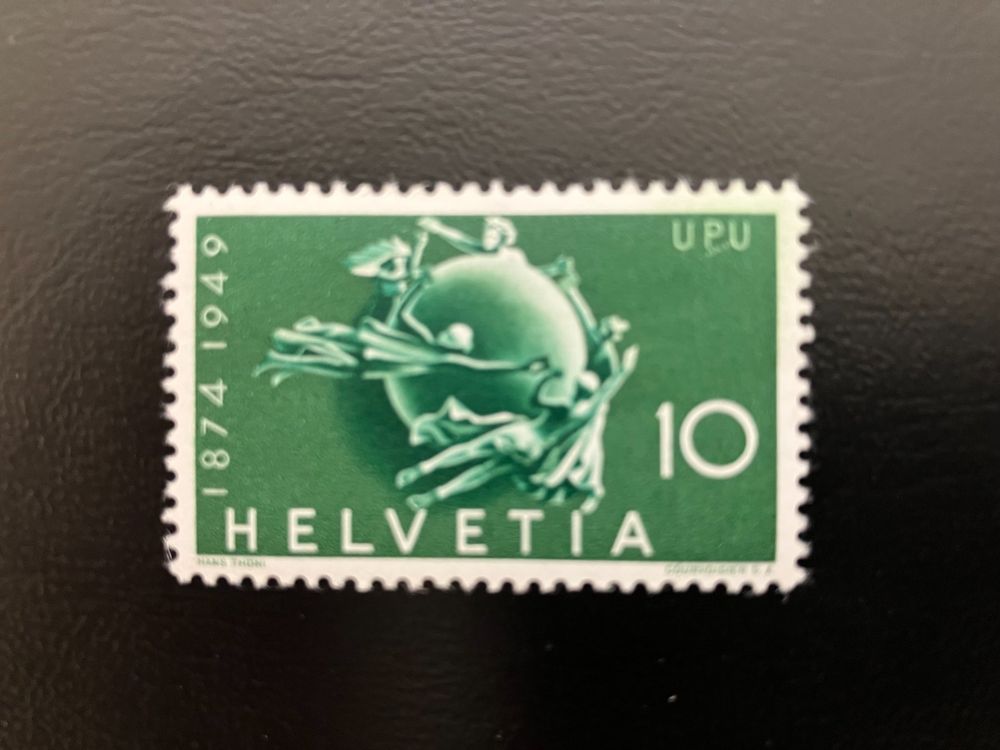 UPU
1874 1949
10
HELVETIA
HANS THÖNI
COURVOISIER S.A.